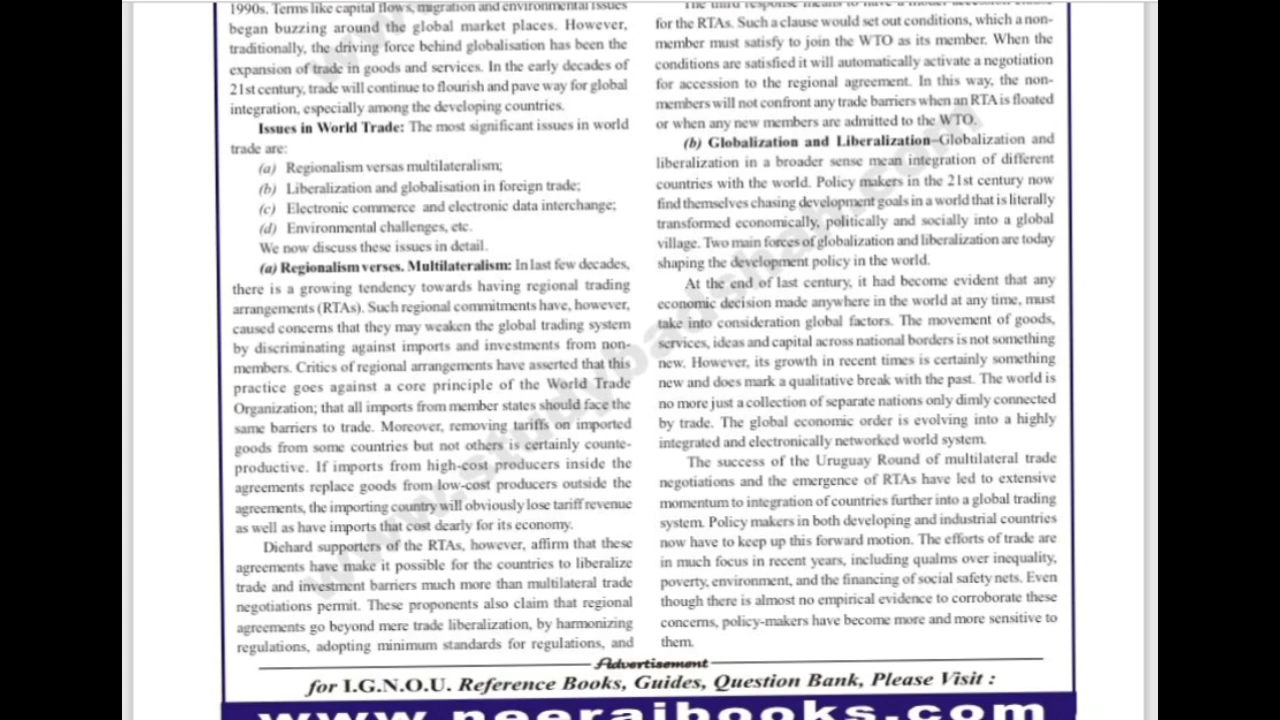 1990s. Terms like capital flows, migration and environmental issues
began buzzing around the global market places. However,
traditionally, the driving force behind globalisation has been the
expansion of trade in goods and services. In the early decades of
21st century, trade will continue to flourish and pave way for global
integration, especially among the developing countries.
Issues in World Trade: The most significant issues in world
trade are:
(a) Regionalism versas multilateralism;
(b) Liberalization and globalisation in foreign trade;
(c) Electronic commerce and electronic data interchange;
(d) Environmental challenges, etc.
We now discuss these issues in detail.
(a) Regionalism verses. Multilateralism: In last few decades,
there is a growing tendency towards having regional trading
arrangements (RTAs). Such regional commitments have, however,
caused concerns that they may weaken the global trading system
by discriminating against imports and investments from non-
members. Critics of regional arrangements have asserted that this
practice goes against a core principle of the World Trade
Organization; that all imports from member states should face the
same barriers to trade. Moreover, removing tariffs on imported
goods from some countries but not others is certainly counte-
productive. If imports from high-cost producers inside the
agreements replace goods from low-cost producers outside the
agreements, the importing country will obviously lose tariff revenue
as well as have imports that cost dearly for its economy.
Diehard supporters of the RTAs, however, affirm that these
agreements have make it possible for the countries to liberalize
trade and investment barriers much more than multilateral trade
negotiations permit. These proponents also claim that regional
agreements go beyond mere trade liberalization, by harmonizing
regulations, adopting minimum standards for regulations, and
for the RTAs. Such a clause would set out conditions, which a non-
member must satisfy to join the WTO as its member. When the
conditions are satisfied it will automatically activate a negotiation
for accession to the regional agreement. In this way, the non-
members will not confront any trade barriers when an RTA is floated
or when any new members are admitted to the WTO.
(b) Globalization and Liberalization–Globalization and
liberalization in a broader sense mean integration of different
countries with the world. Policy makers in the 21st century now
find themselves chasing development goals in a world that is literally
transformed economically, politically and socially into a global
village. Two main forces of globalization and liberalization are today
shaping the development policy in the world.
At the end of last century, it had become evident that any
economic decision made anywhere in the world at any time, must
take into consideration global factors. The movement of goods,
services, ideas and capital across national borders is not something
new. However, its growth in recent times is certainly something
new and does mark a qualitative break with the past. The world is
no more just a collection of separate nations only dimly connected
by trade. The global economic order is evolving into a highly
integrated and electronically networked world system.
The success of the Uruguay Round of multilateral trade
negotiations and the emergence of RTAs have led to extensive
momentum to integration of countries further into a global trading
system. Policy makers in both developing and industrial countries
now have to keep up this forward motion. The efforts of trade are
in much focus in recent years, including qualms over inequality,
poverty, environment, and the financing of social safety nets. Even
though there is almost no empirical evidence to corroborate these
concerns, policy-makers have become more and more sensitive to
them.
Advertisement
for I.G.N.O.U. Reference Books, Guides, Question Bank, Please Visit :
www.neerajbooks.com
www.studybadshah.com